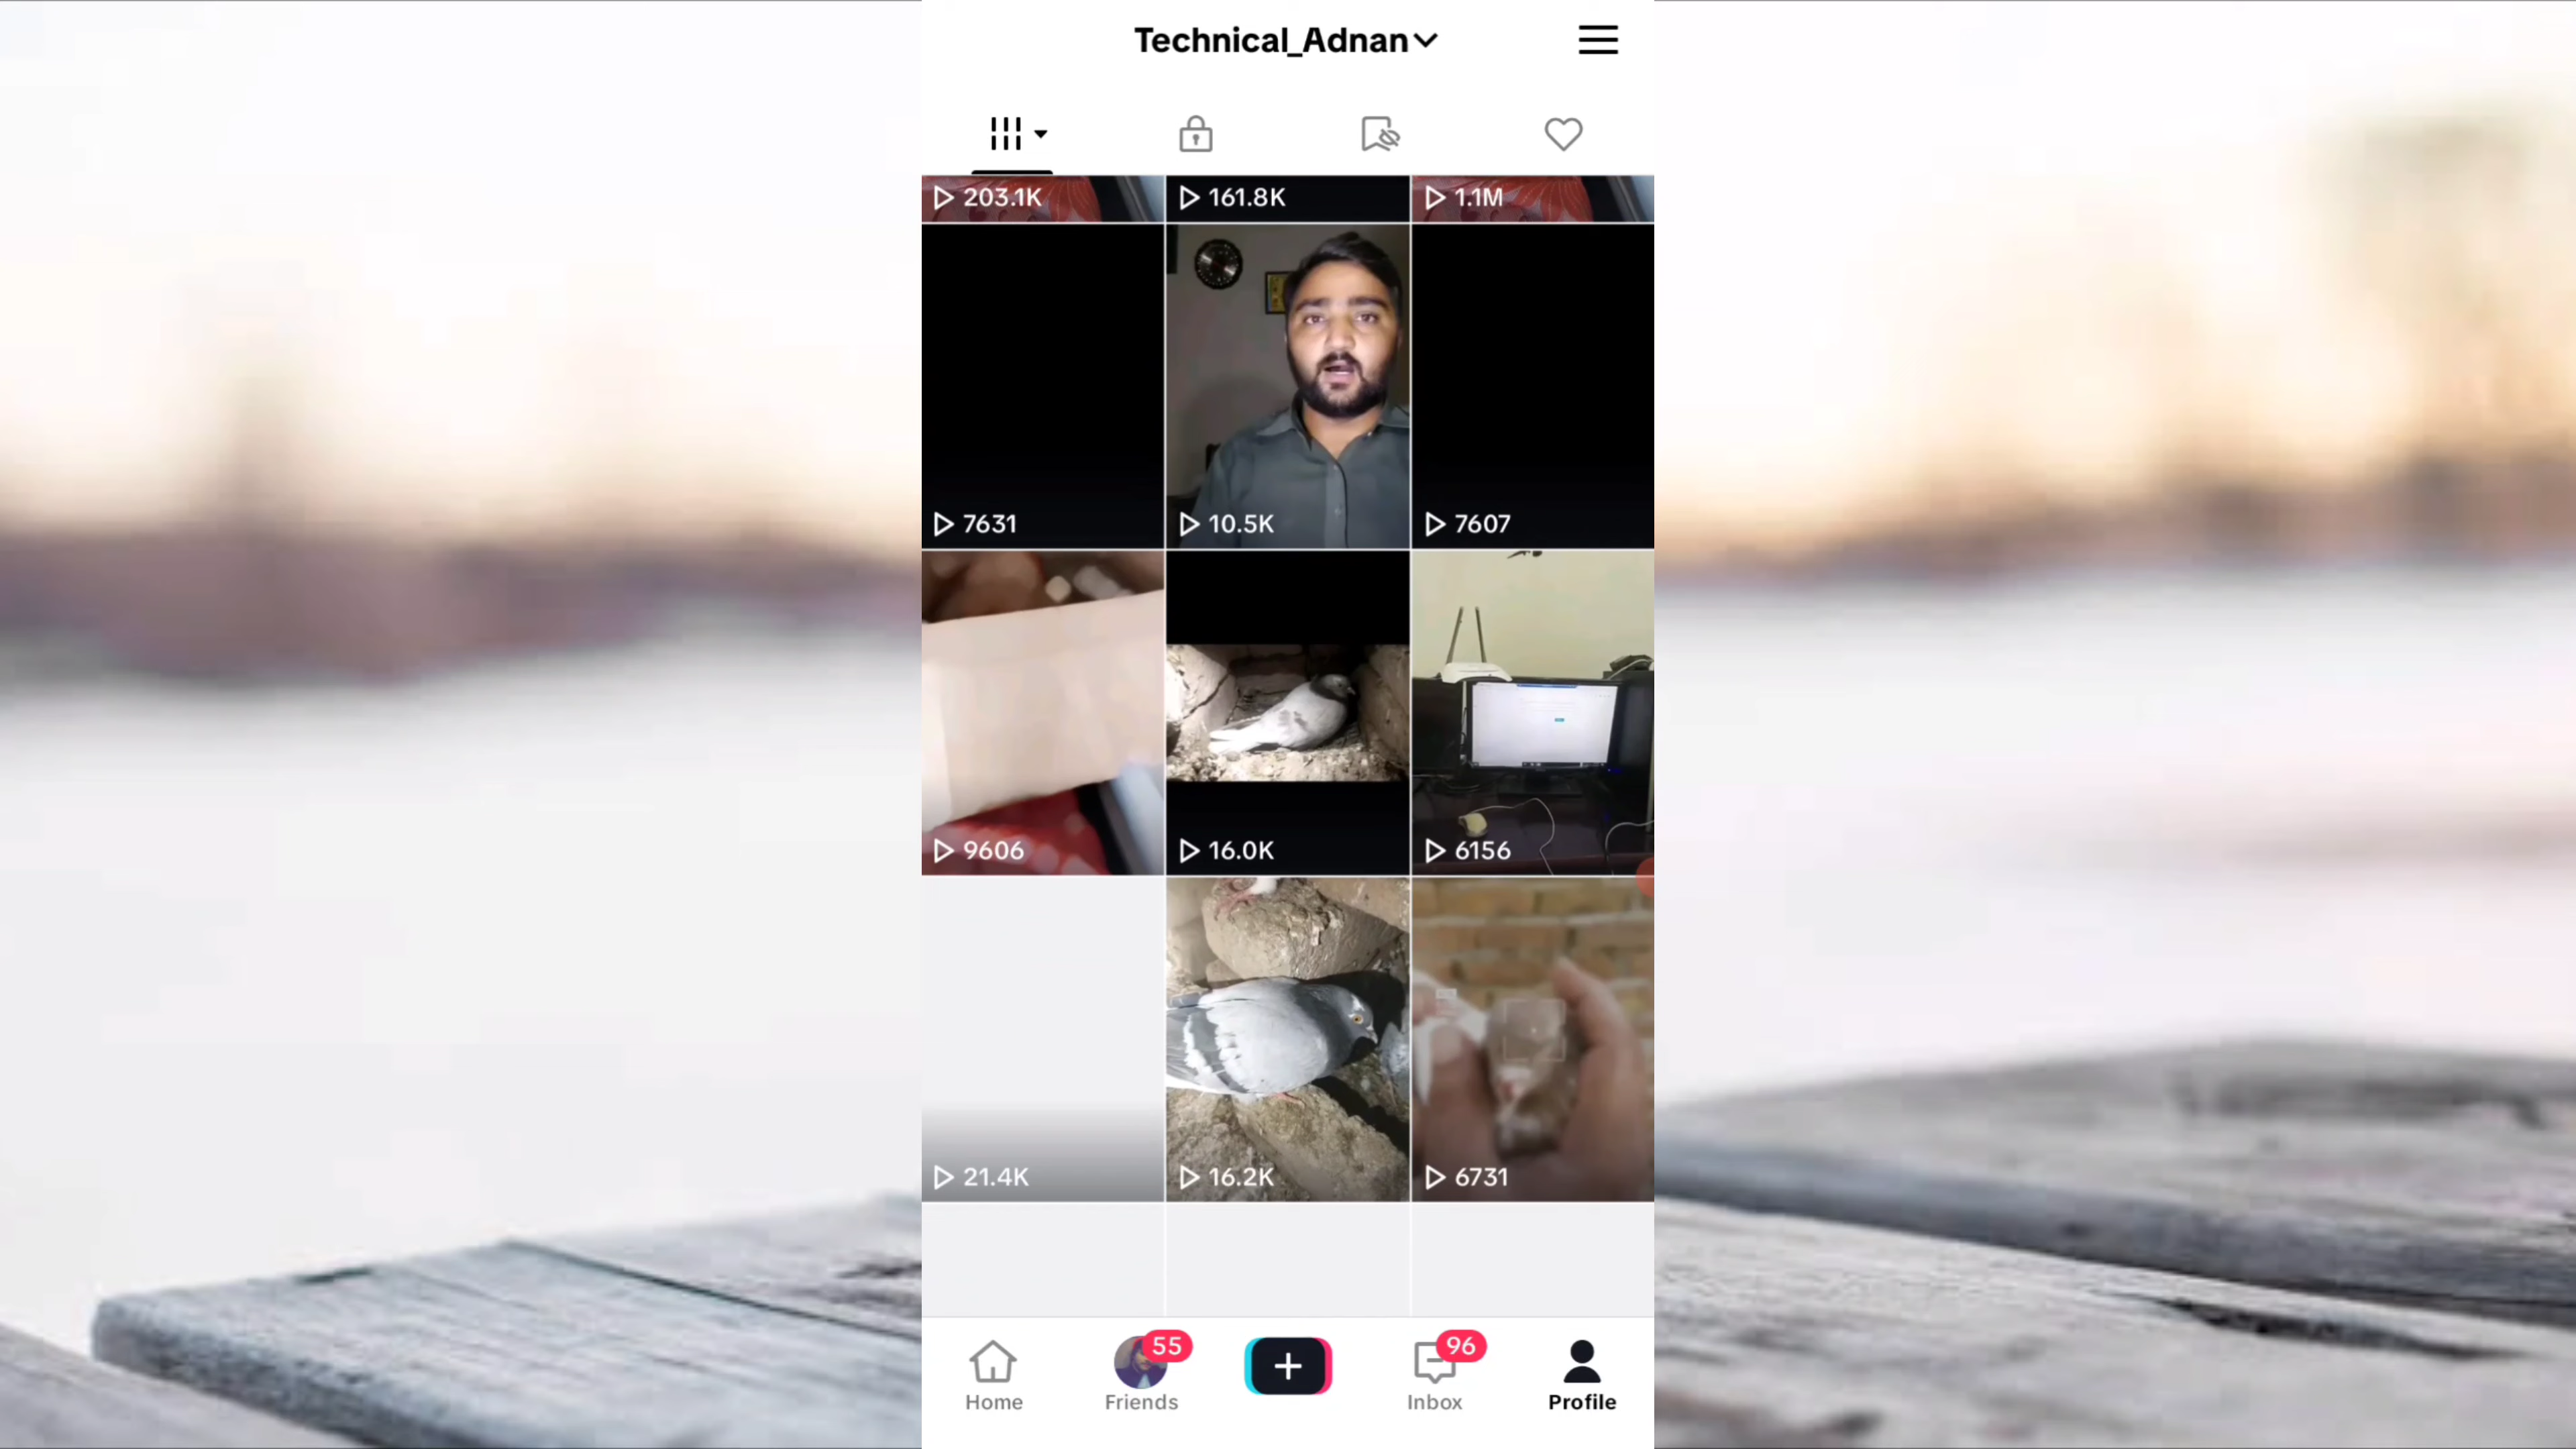 Technical_Adnan
203.1K
161.8K
1.1M
7631
10.5K
7607
9606
16.0K
6156
21.4K
16.2K
6731
55
96
Home
Friends
Inbox
Profile